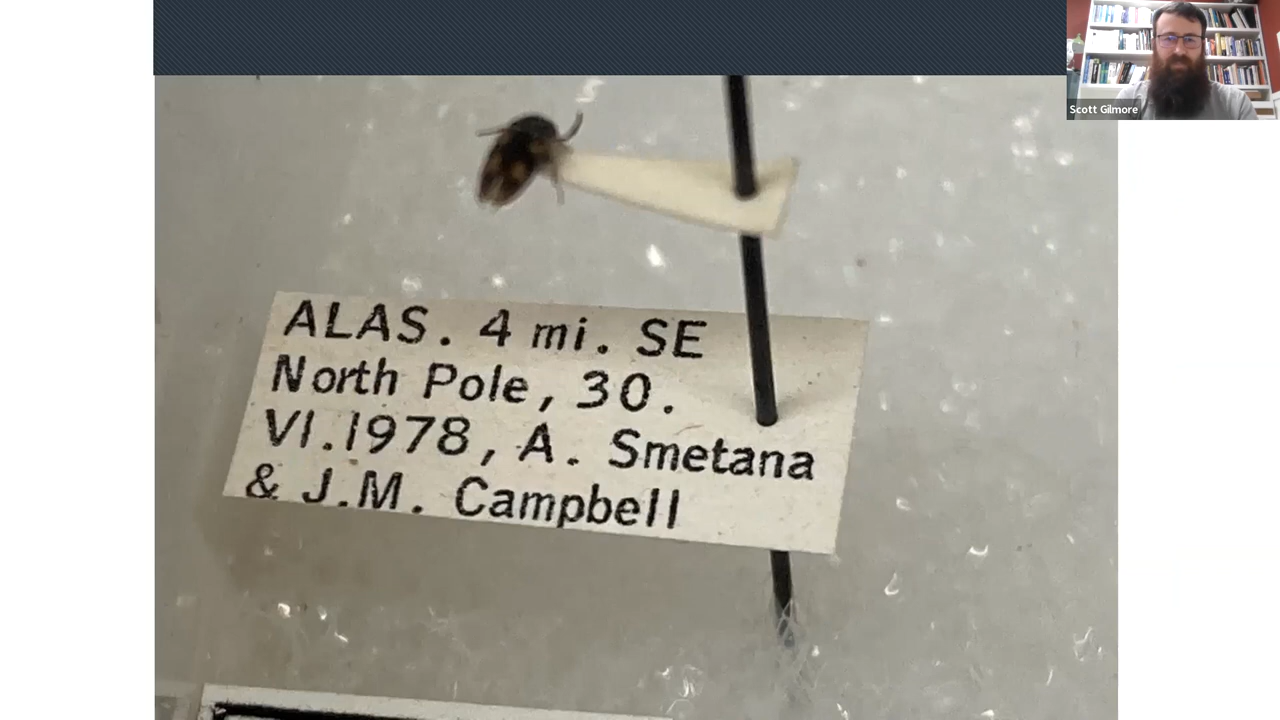 Scott Gilmore
ALAS. 4 mi. SE
North Pole, 30.
VI.1978, A. Smetana
& J.M. Campbell